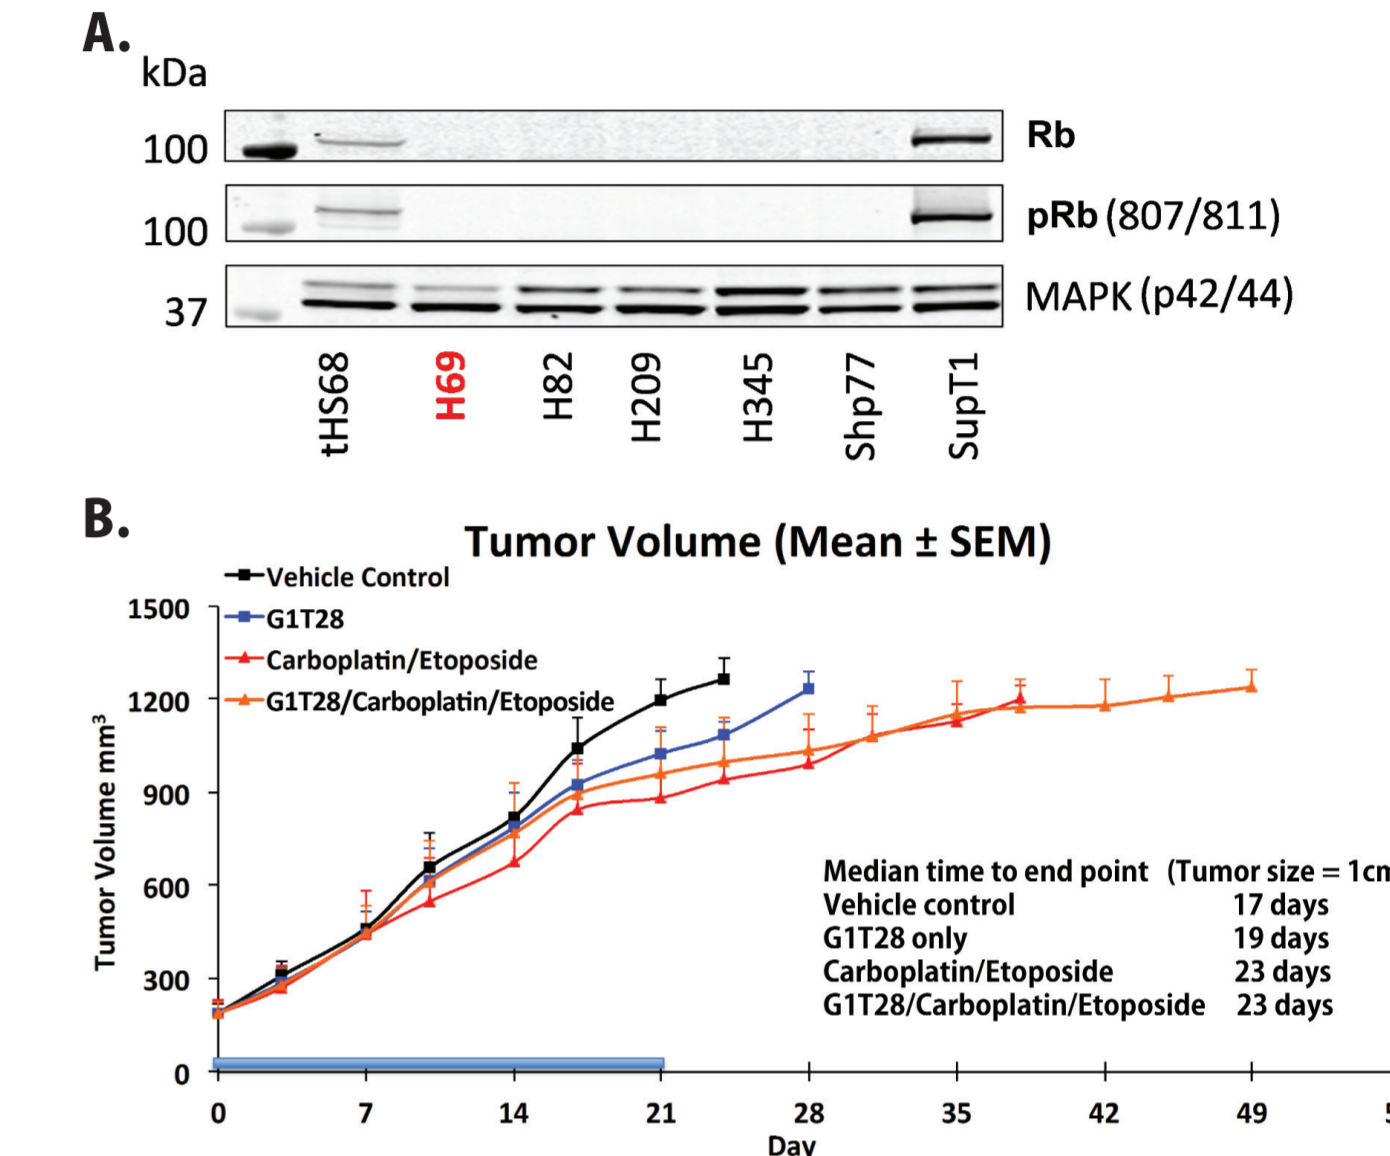 A.
kDa
100
Rb
100
pRb (807/811)
37
MAPK (p42/44)
tHS68
H69
H82
H209
H345
Shp77
SupT1
B.
Tumor Volume (Mean ± SEM)
Vehicle Control
G1T28
Carboplatin/Etoposide
G1T28/Carboplatin/Etoposide
1500
1200
900
600
300
0
Tumor Volume mm³
Median time to end point (Tumor size = 1cm
Vehicle control 17 days
G1T28 only 19 days
Carboplatin/Etoposide 23 days
G1T28/Carboplatin/Etoposide 23 days
0 7 14 21 28 35 42 49
Day